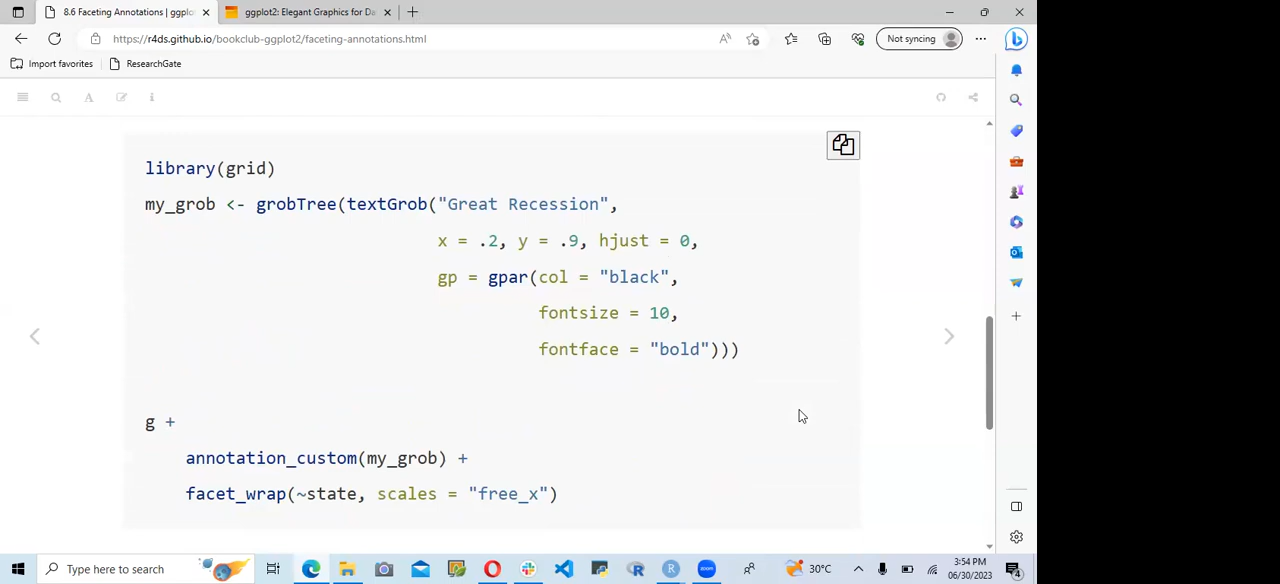 8.6 Faceting Annotations | ggplo
ggplot2: Elegant Graphics for Da
https://r4ds.github.io/bookclub-ggplot2/faceting-annotations.html
Not syncing
Import favorites
ResearchGate
library(grid)
my_grob <- grobTree(textGrob("Great Recession",
x = .2, y = .9, hjust = 0,
gp = gpar(col = "black",
fontsize = 10,
fontface = "bold")))
g +
annotation_custom(my_grob) +
facet_wrap(~state, scales = "free_x")
Type here to search
30°C
3:54 PM
06/30/2023